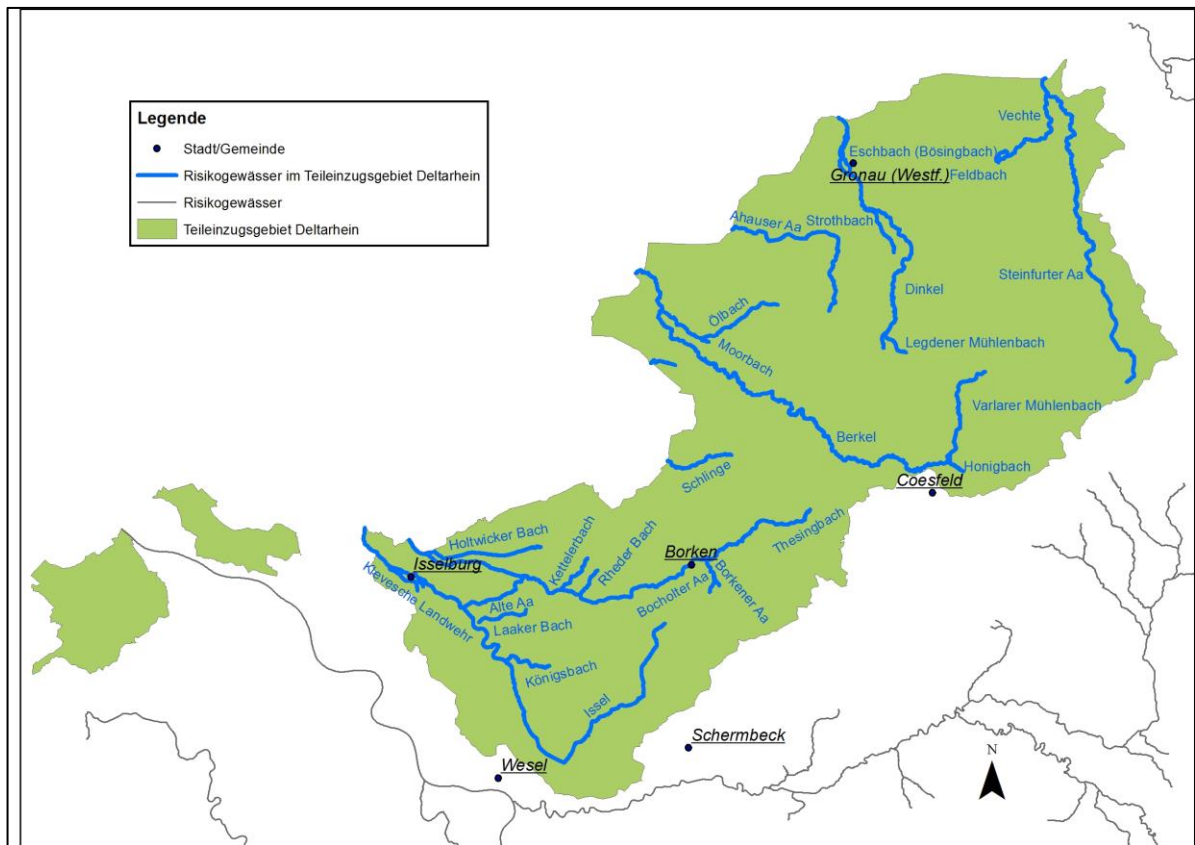 Legende
Stadt/Gemeinde
Risikogewässer im Teileinzugsgebiet Deltarhein
Risikogewässer
Teileinzugsgebiet Deltarhein
Vechte
Eschbach (Bösingbach)
Gronau (Westf.)
Feldbach
Ahauser Aa
Strothbach
Steinfurter Aa
Dinkel
Ölbach
Moorbach
Legdener Mühlenbach
Varlarer Mühlenbach
Berkel
Honigbach
Coesfeld
Schlinge
Holtwicker Bach
Kettelerbach
Rheder Bach
Thesingbach
Borken
Isselburg
Klevesche Landwehr
Alte Aa
Bocholter Aa
Borkener Aa
Laaker Bach
Königsbach
Issel
Schermbeck
Wesel
N